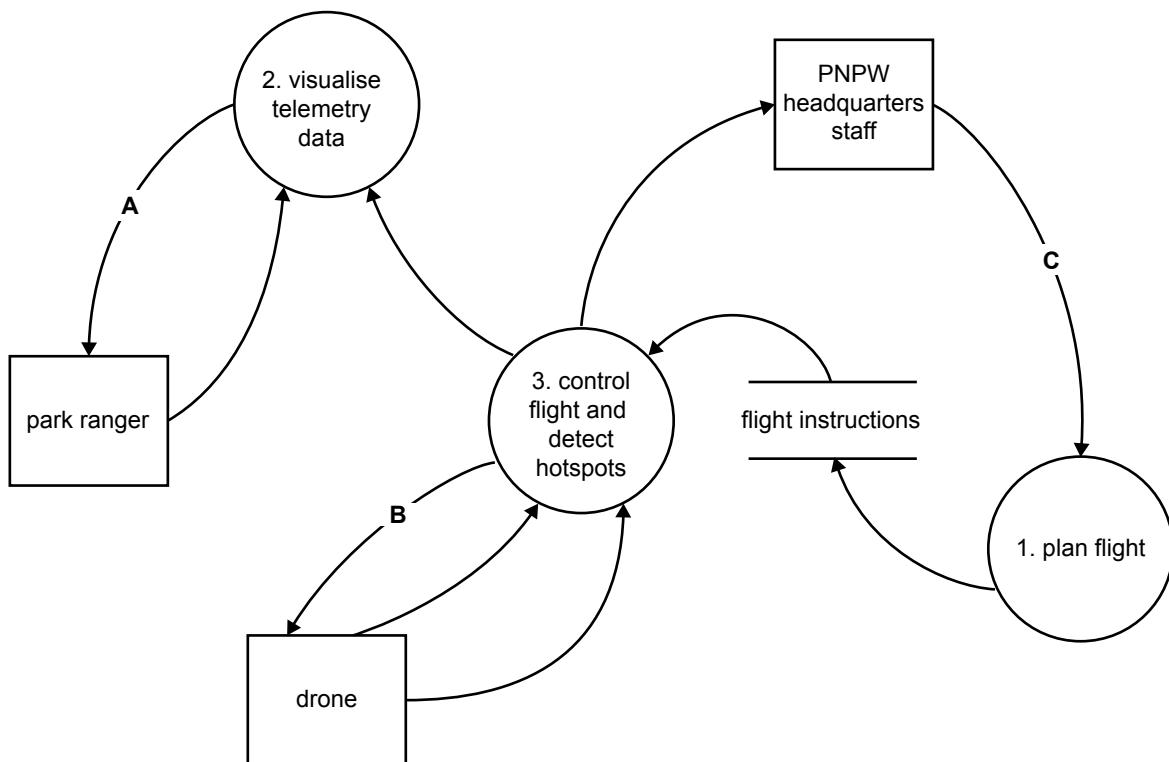 2. visualise
telemetry
data
PNPW
headquarters
staff
A
C
park ranger
3. control
flight and
detect
hotspots
flight instructions
B
1. plan flight
drone